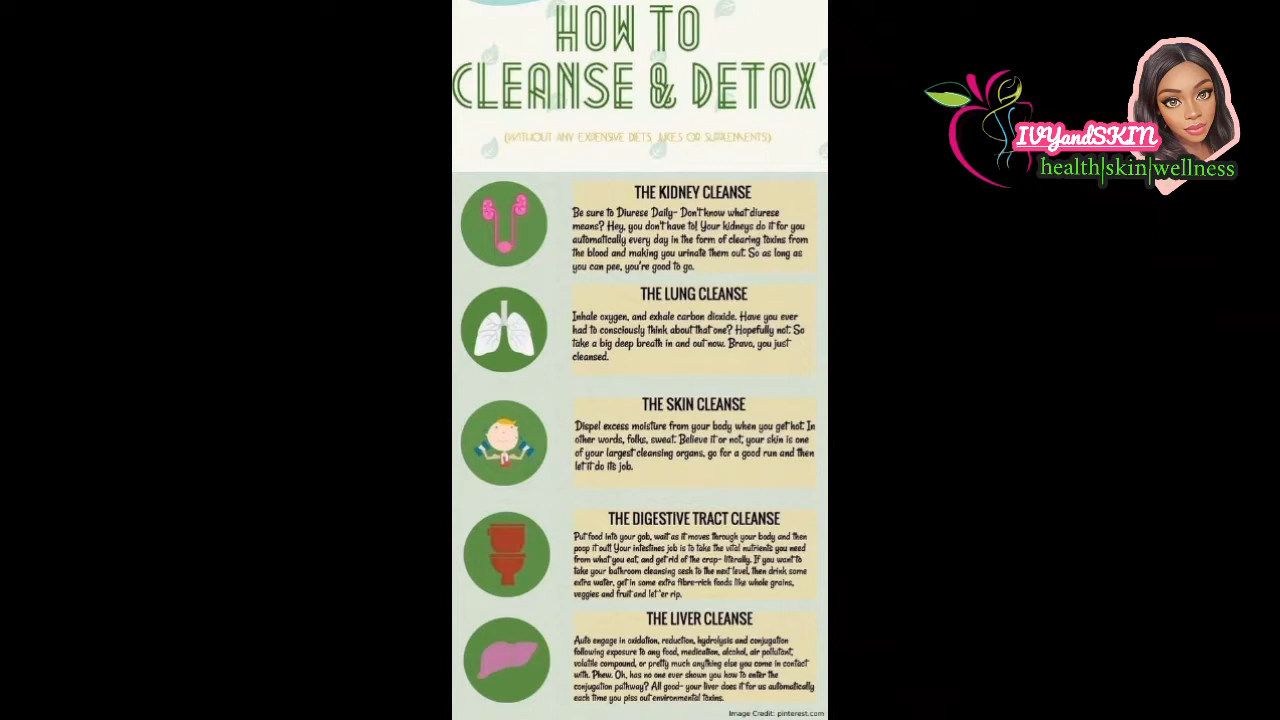 HOW TO
CLEANSE & DETOX
(WITHOUT ANY EXPENSIVE DIETS JUICES OR SUPPLEMENTS)
IVYandSKIN
health|skin|wellness
THE KIDNEY CLEANSE
Be sure to Diurese Daily- Don't know what diurese
means? Hey, you don't have to! Your kidneys do it for you
automatically every day in the form of clearing toxins from
the blood and making you urinate them out. So as long as
you can pee, you're good to go.
THE LUNG CLEANSE
Inhale oxygen, and exhale carbon dioxide. Have you ever
had to consciously think about that one? Hopefully not. So
take a big deep breath in and out now. Bravo, you just
cleansed.
THE SKIN CLEANSE
Dispel excess moisture from your body when you get hot. In
other words, folks, sweat. Believe it or not, your skin is one
of your largest cleansing organs, go for a good run and then
let it do its job.
THE DIGESTIVE TRACT CLEANSE
Put food into your gob, wait as it moves through your body and then
poop it out! Your intestines job is to take the vital nutrients you need
from what you eat, and get rid of the crap- literally. If you want to
take your bathroom cleansing sesh to the next level, then drink some
extra water, get in some extra fibre-rich foods like whole grains,
veggies and fruit and let 'er rip.
THE LIVER CLEANSE
Auto engage in oxidation, reduction, hydrolysis and conjugation
following exposure to any food, medication, alcohol, air pollutant,
volatile compound, or pretty much anything else you come in contact
with. Phew. Oh, has no one ever shown you how to enter the
conjugation pathway? All good- your liver does it for us automatically
each time you piss out environmental toxins.
Image Credit: pinterest.com